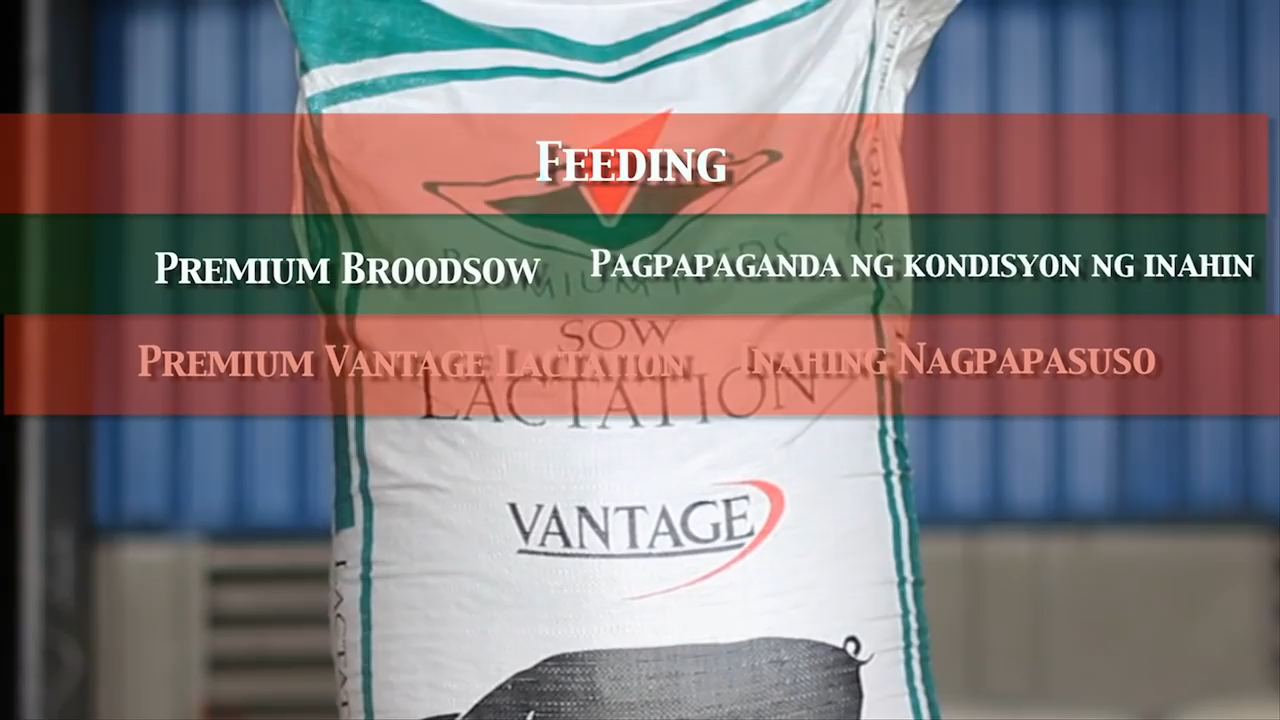 Feeding
Premium Broodsow Pagpapaganda ng kondisyon ng inahin
Premium Vantage Lactation Inahing Nagpapasuso
SOW
LACTATION
VANTAGE